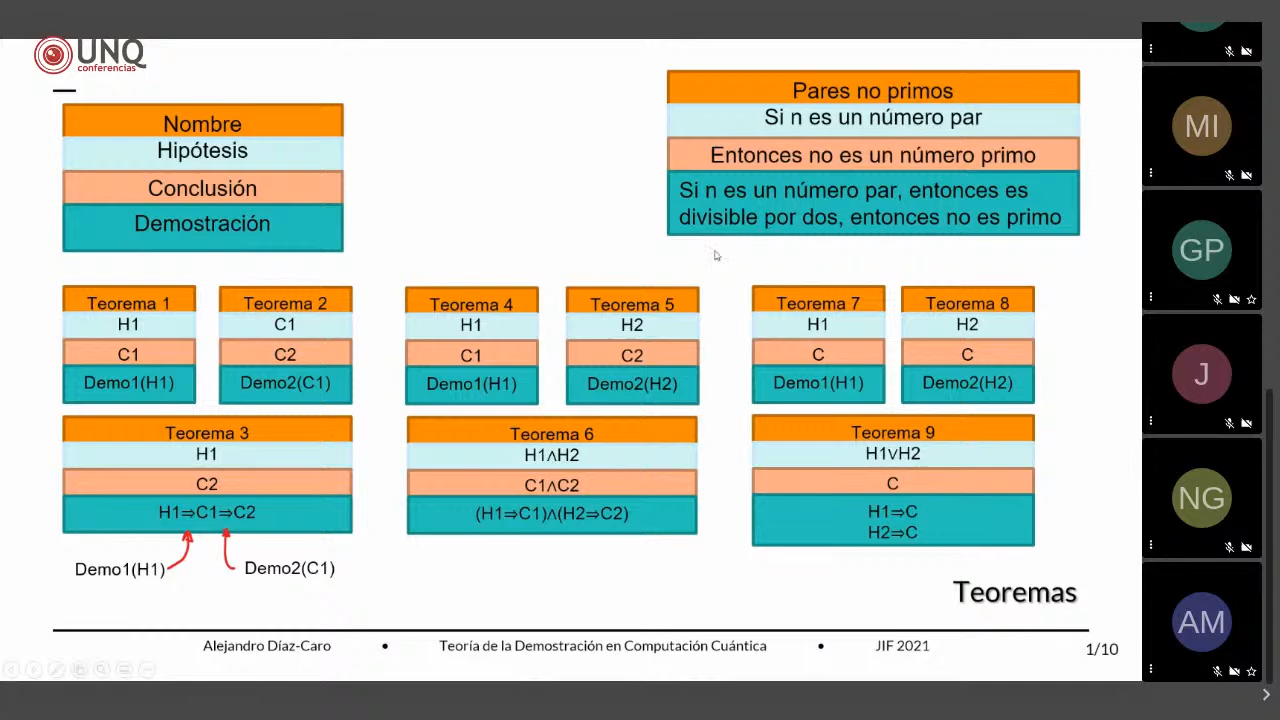 UNQ
conferencias
Nombre
Hipótesis
Conclusión
Demostración
Pares no primos
Si n es un número par
Entonces no es un número primo
Si n es un número par, entonces es
divisible por dos, entonces no es primo
Teorema 1
H1
C1
Demo1(H1)
Teorema 2
C1
C2
Demo2(C1)
Teorema 3
H1
C2
H1⇒C1⇒C2
Demo1(H1)
Demo2(C1)
Teorema 4
H1
C1
Demo1(H1)
Teorema 5
H2
C2
Demo2(H2)
Teorema 6
H1∧H2
C1∧C2
(H1⇒C1)∧(H2⇒C2)
Teorema 7
H1
C
Demo1(H1)
Teorema 8
H2
C
Demo2(H2)
Teorema 9
H1∨H2
C
H1⇒C
H2⇒C
Teoremas
Alejandro Díaz-Caro • Teoría de la Demostración en Computación Cuántica • JIF 2021
1/10
MI
GP
J
NG
AM